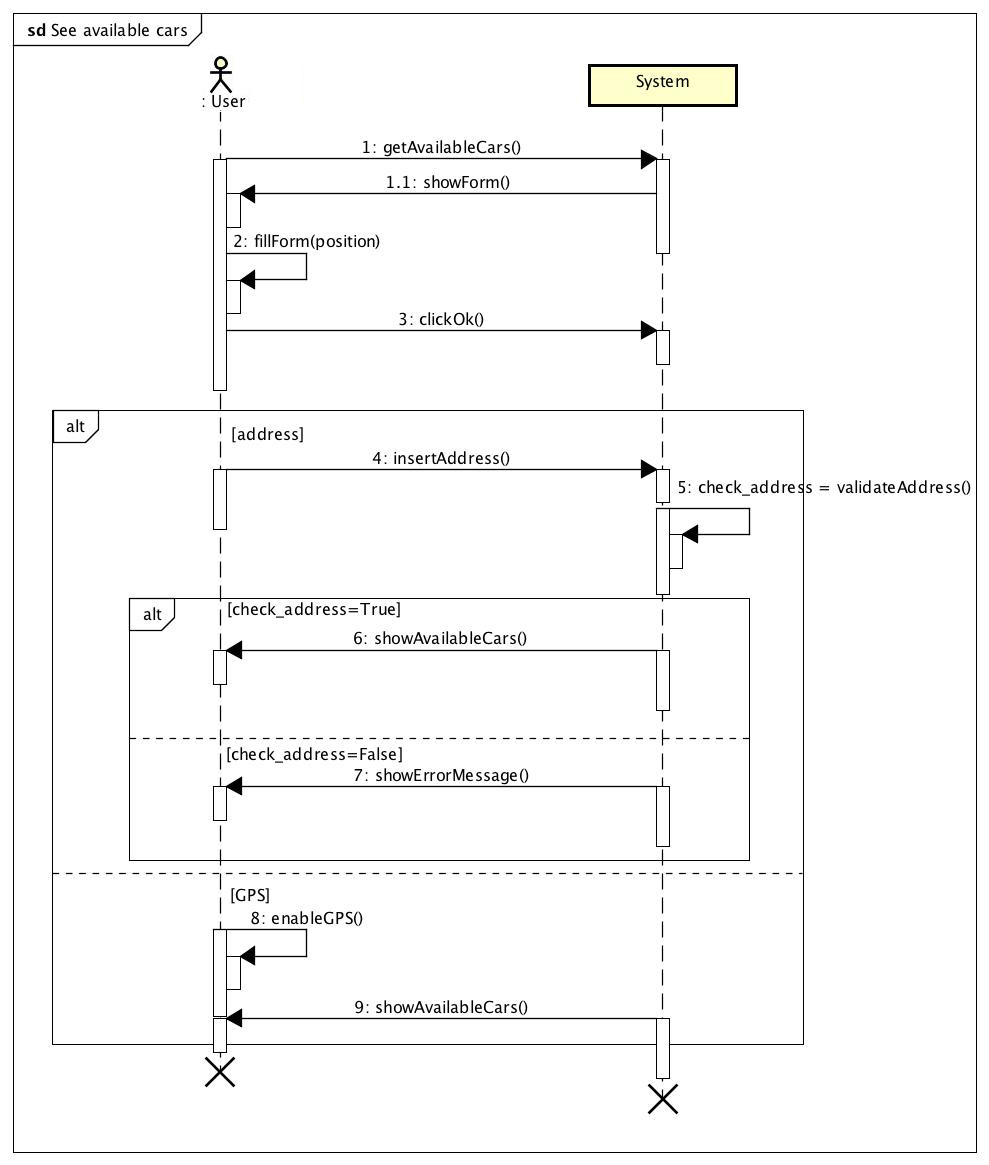 sd See available cars
: User
System
1: getAvailableCars()
1.1: showForm()
2: fillForm(position)
3: clickOk()
alt
[address]
4: insertAddress()
5: check_address = validateAddress()
alt
[check_address=True]
6: showAvailableCars()
[check_address=False]
7: showErrorMessage()
[GPS]
8: enableGPS()
9: showAvailableCars()